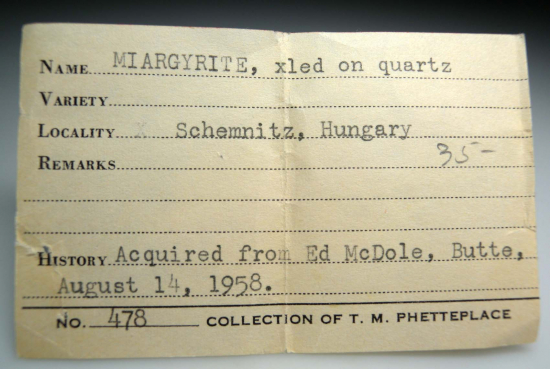 NAME MIARGYRITE, xled on quartz
VARIETY
LOCALITY X Schemnitz, Hungary
REMARKS 35-
HISTORY Acquired from Ed McDole, Butte,
August 14, 1958.
NO. 478 COLLECTION OF T. M. PHETTEPLACE